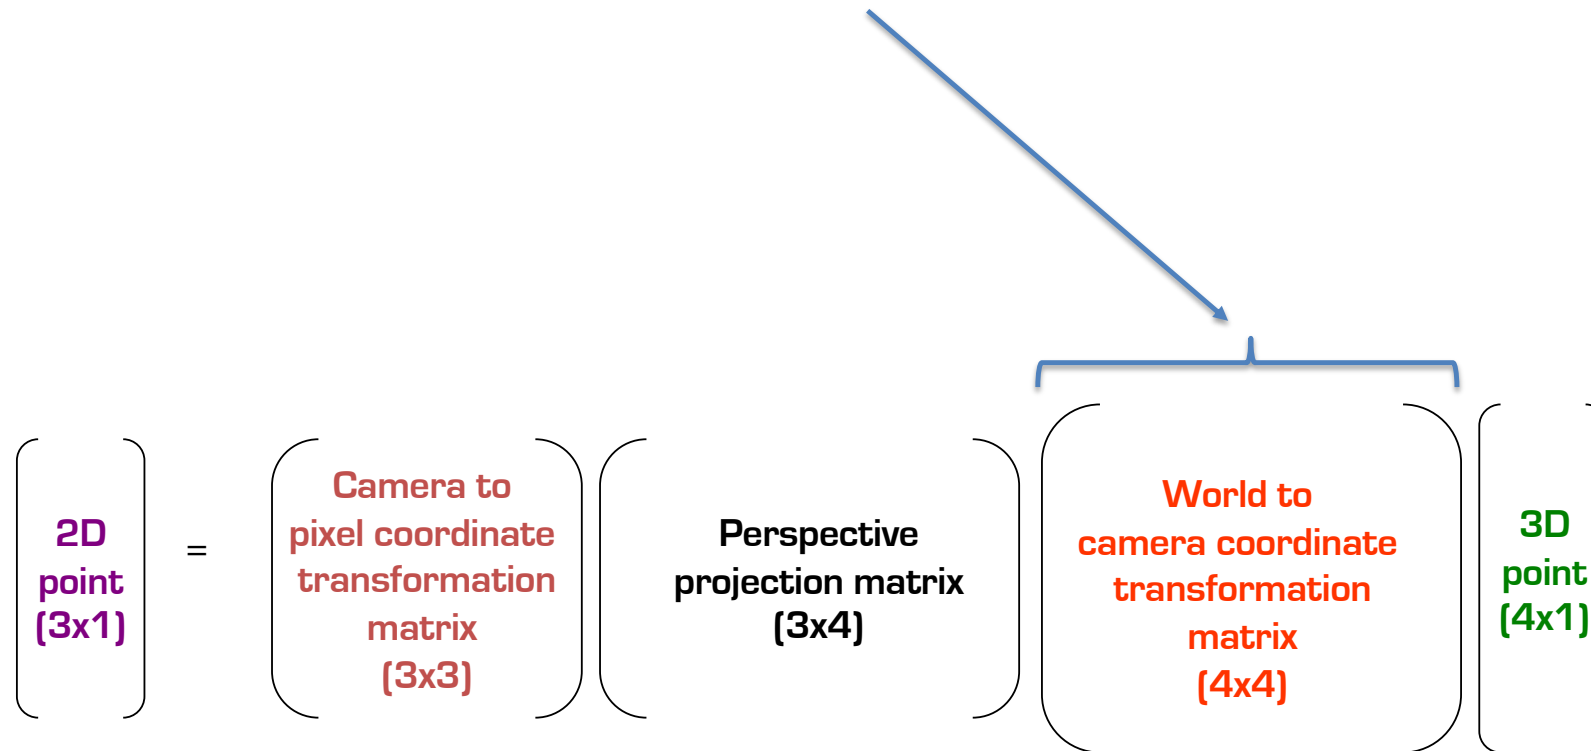 2D
point
(3x1)
=
Camera to
pixel coordinate
transformation
matrix
(3x3)
Perspective
projection matrix
(3x4)
World to
camera coordinate
transformation
matrix
(4x4)
3D
point
(4x1)